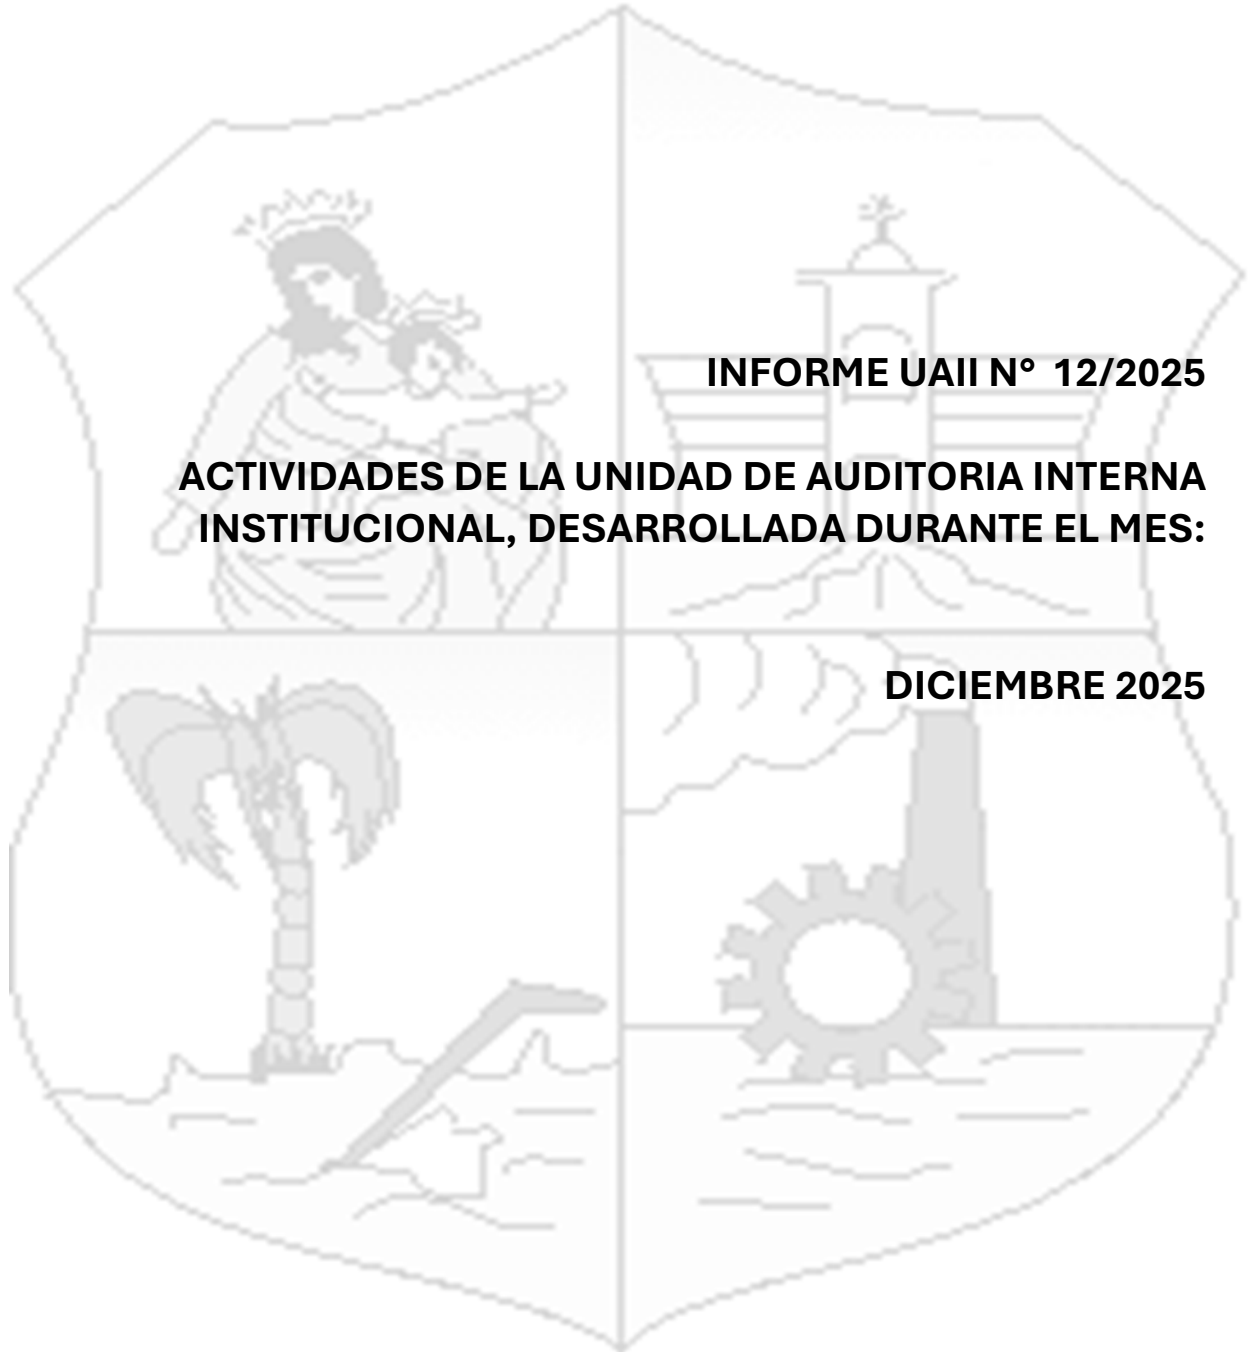 INFORME UAII N° 12/2025
ACTIVIDADES DE LA UNIDAD DE AUDITORIA INTERNA
INSTITUCIONAL, DESARROLLADA DURANTE EL MES:
DICIEMBRE 2025